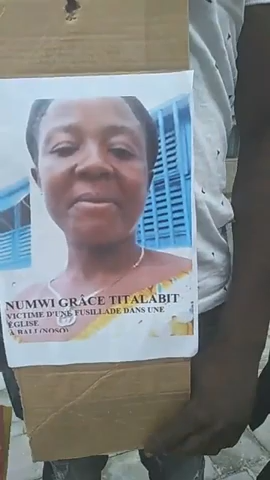 NUMWI GRÂCE TITALABIT
VICTIME D'UNE FUSILLADE DANS UNE
ÉGLISE
A BALI (NOSO)